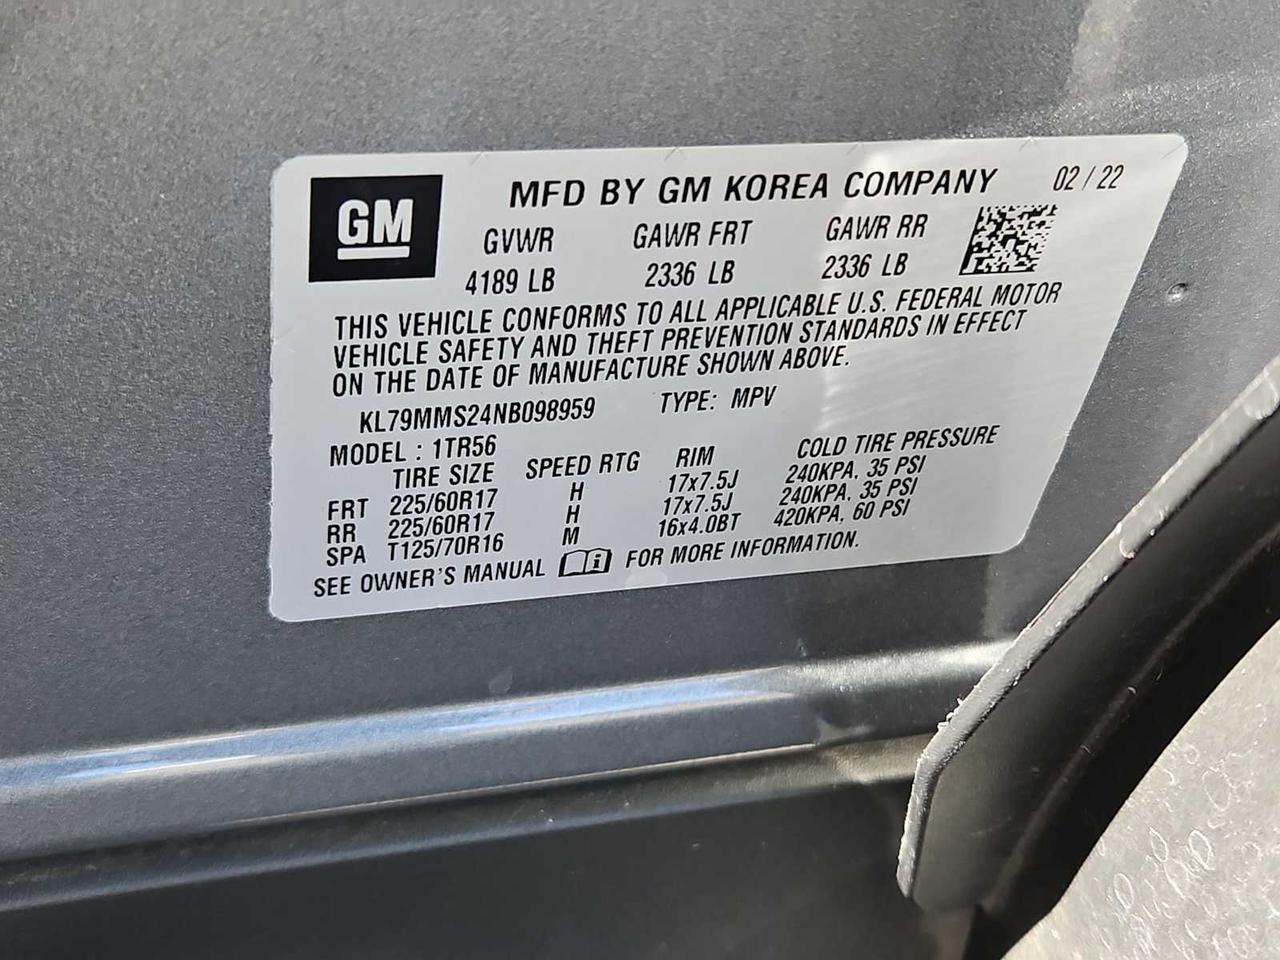 GM
MFD BY GM KOREA COMPANY 02 / 22
GVWR GAWR FRT GAWR RR
4189 LB 2336 LB 2336 LB
THIS VEHICLE CONFORMS TO ALL APPLICABLE U.S. FEDERAL MOTOR
VEHICLE SAFETY AND THEFT PREVENTION STANDARDS IN EFFECT
ON THE DATE OF MANUFACTURE SHOWN ABOVE.
KL79MMS24NB098959 TYPE: MPV
MODEL : 1TR56
TIRE SIZE SPEED RTG RIM COLD TIRE PRESSURE
FRT 225/60R17 H 17x7.5J 240KPA, 35 PSI
RR 225/60R17 H 17x7.5J 240KPA, 35 PSI
SPA T125/70R16 M 16x4.0BT 420KPA, 60 PSI
SEE OWNER'S MANUAL FOR MORE INFORMATION.